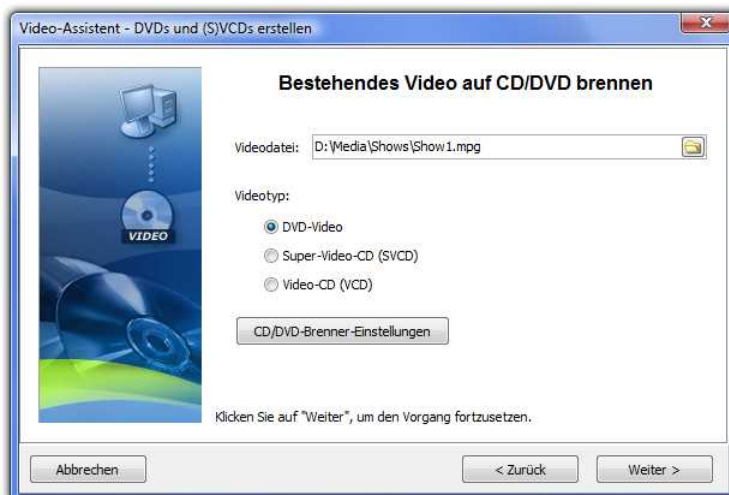 Video-Assistent - DVDs und (S)VCDs erstellen
Bestehendes Video auf CD/DVD brennen
Videodatei: D:\Media\Shows\Show1.mpg
Videotyp:
DVD-Video
Super-Video-CD (SVCD)
Video-CD (VCD)
VIDEO
CD/DVD-Brenner-Einstellungen
Klicken Sie auf "Weiter", um den Vorgang fortzusetzen.
Abbrechen < Zurück Weiter >